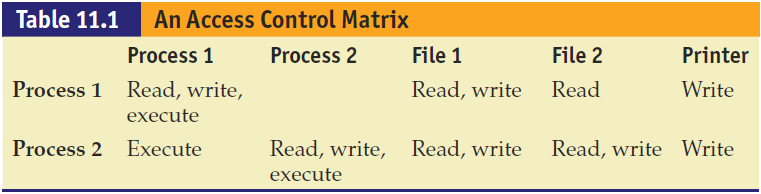 Table 11.1 An Access Control Matrix
Process 1 Process 2 File 1 File 2 Printer
Process 1 Read, write, Read, write Read Write
execute
Process 2 Execute Read, write, Read, write Read, write Write
execute